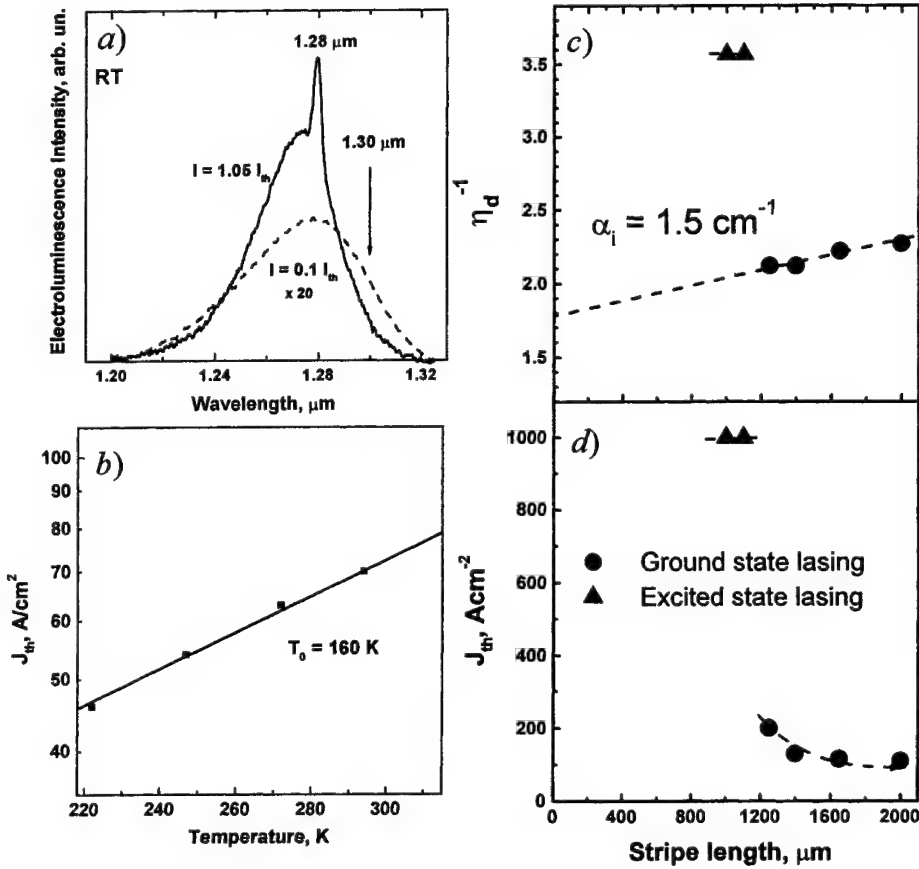 a)
RT
1.28 μm
1.30 μm
I = 1.05 I_th
I = 0.1 I_th
x 20
Electroluminescence Intensity, arb. un.
1.20 1.24 1.28 1.32
Wavelength, μm
b)
100
90
80
70
60
50
40
J_th, A/cm²
T₀ = 160 K
220 240 260 280 300
Temperature, K
c)
3.5
3.0
2.5
2.0
1.5
η_d⁻¹
α_i = 1.5 cm⁻¹
d)
1000
800
600
400
200
0
J_th, Acm⁻²
Ground state lasing
Excited state lasing
0 400 800 1200 1600 2000
Stripe length, μm